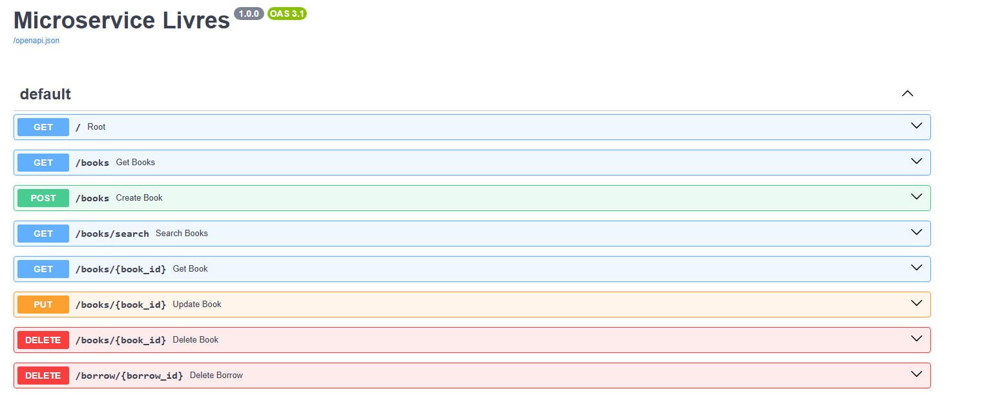 Microservice Livres 1.0.0 OAS 3.1
/openapi.json
default
GET / Root
GET /books Get Books
POST /books Create Book
GET /books/search Search Books
GET /books/{book_id} Get Book
PUT /books/{book_id} Update Book
DELETE /books/{book_id} Delete Book
DELETE /borrow/{borrow_id} Delete Borrow